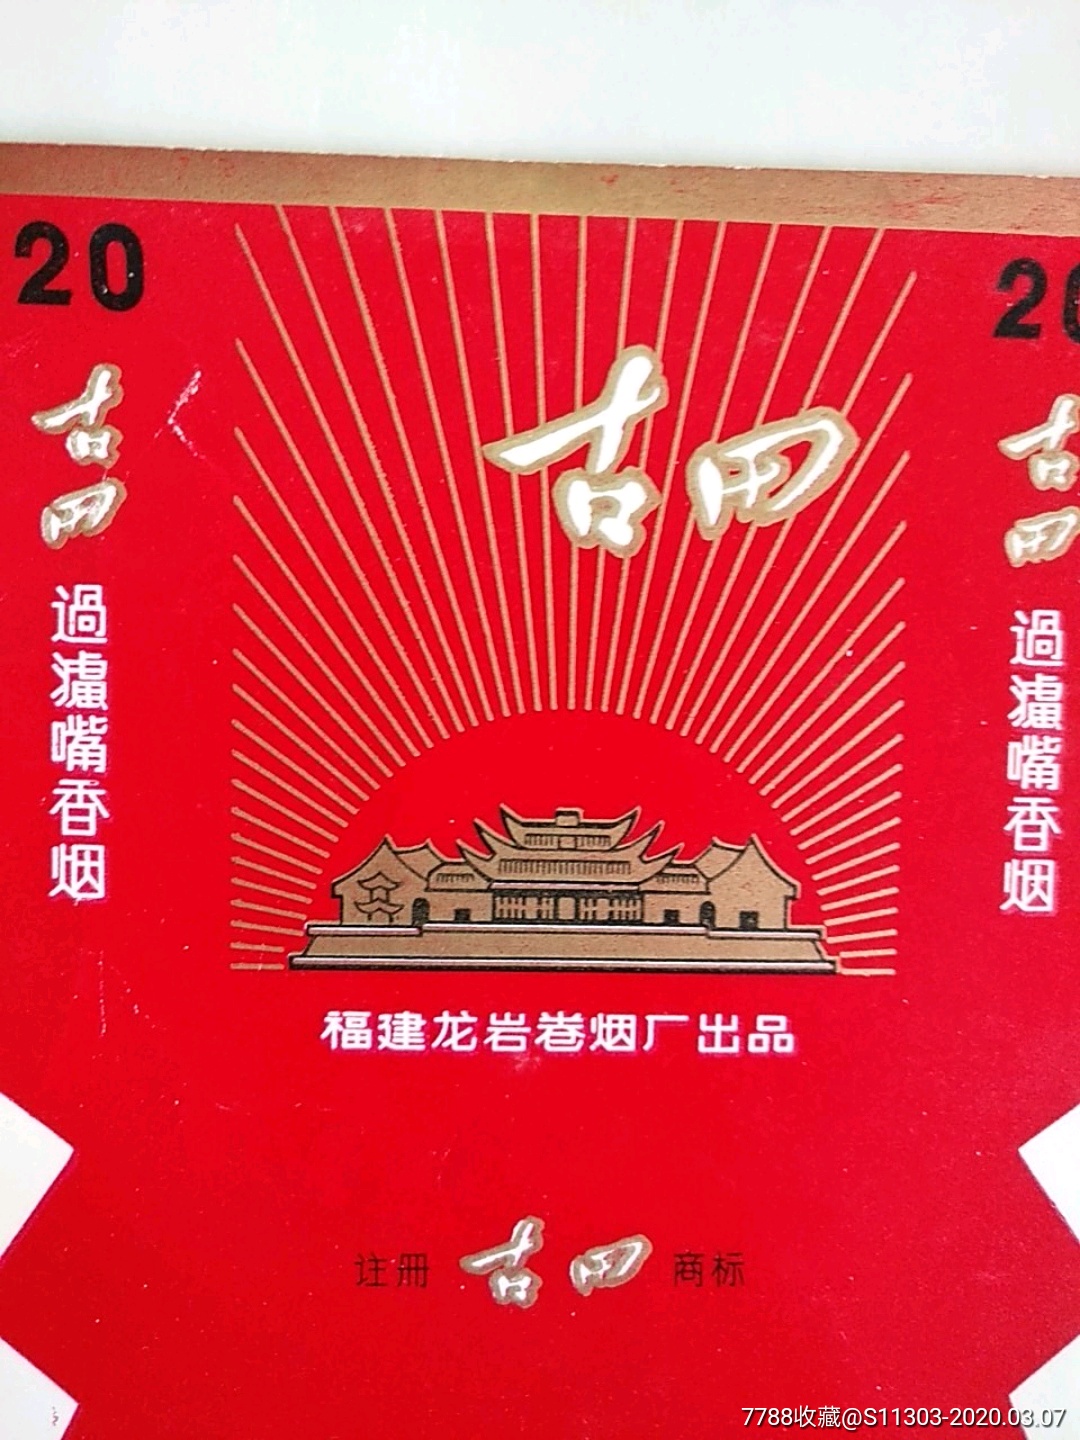 20
古田
過濾嘴香烟
古田
福建龙岩卷烟厂出品
注册 古田 商标
20
古田
過濾嘴香烟
7788收藏@S11303-2020.03.07